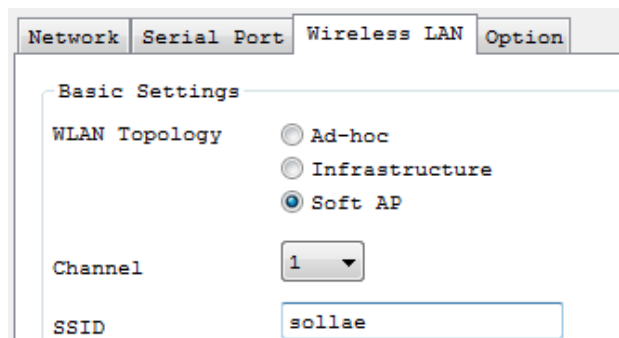 Network Serial Port Wireless LAN Option
Basic Settings
WLAN Topology Ad-hoc
Infrastructure
Soft AP
Channel 1
SSID sollae